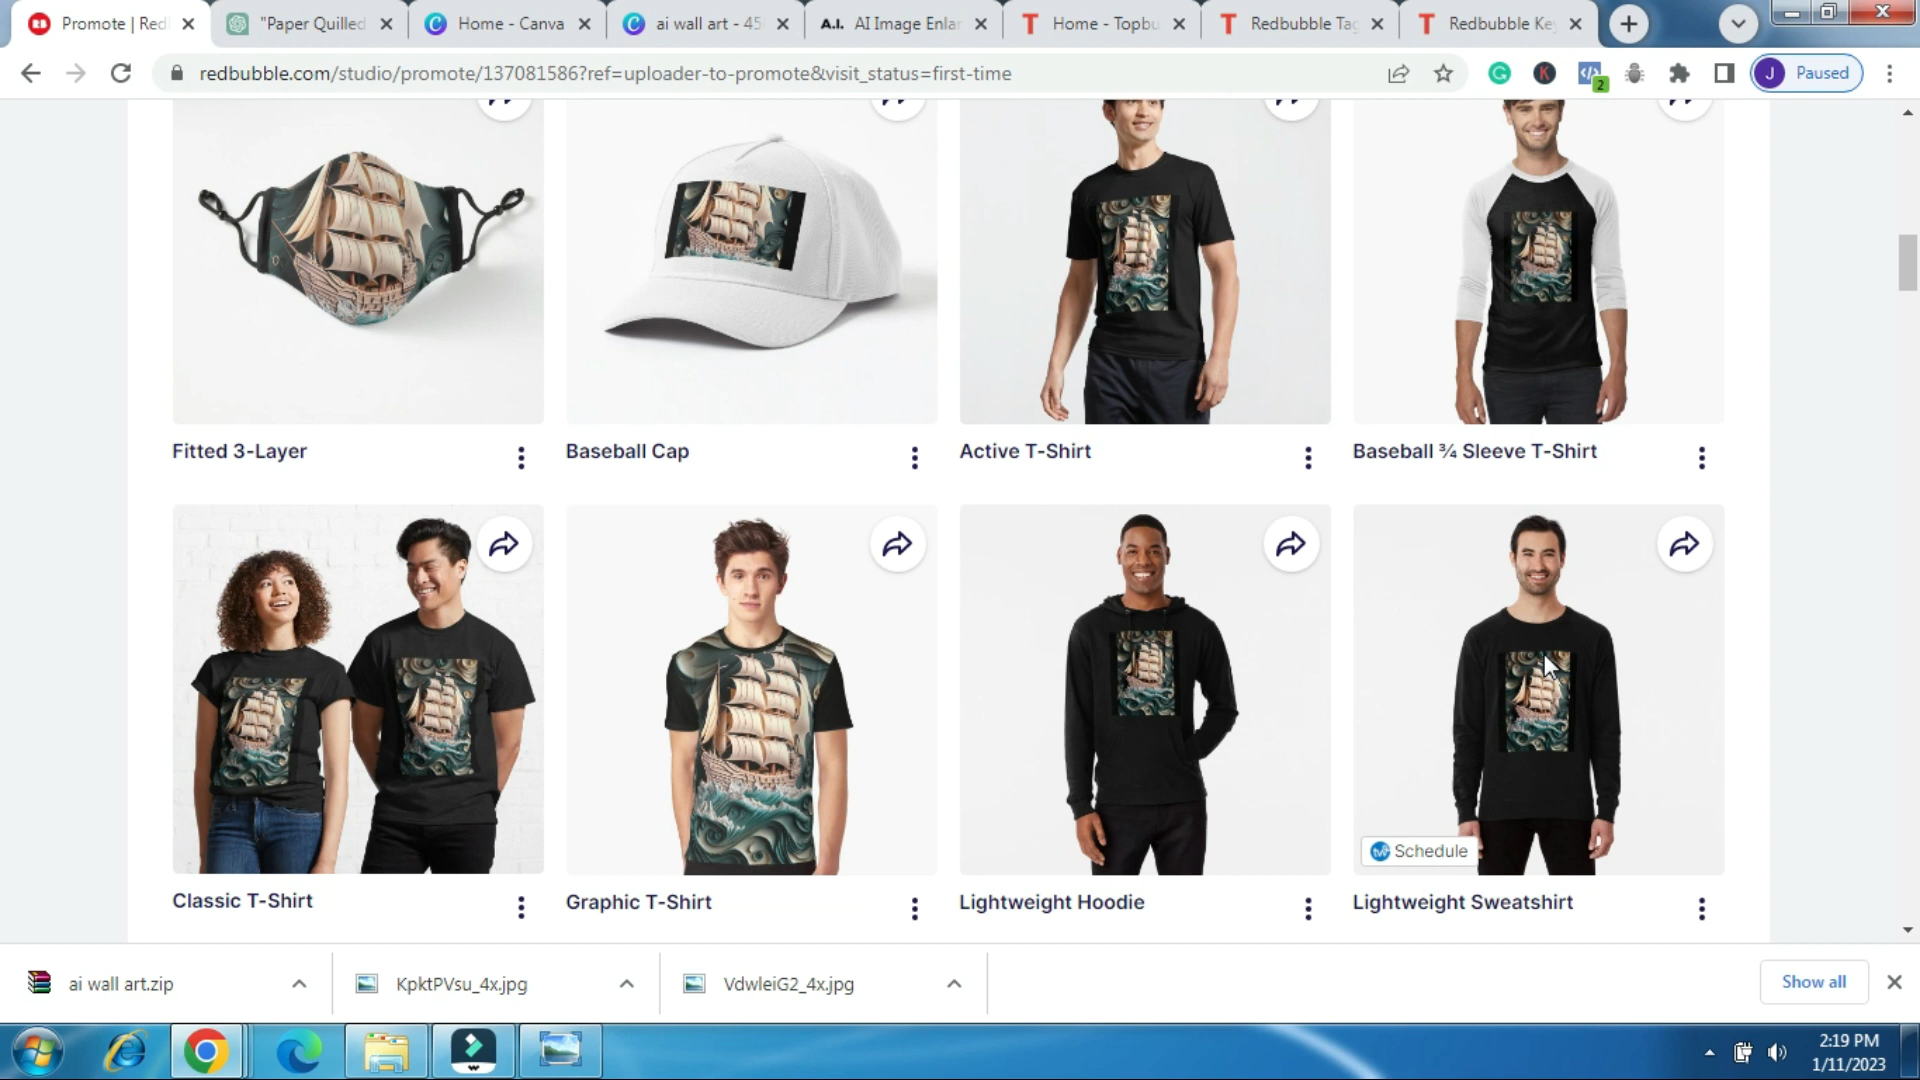 Promote | Red
"Paper Quilled
Home - Canva
ai wall art - 45
A.I.
AI Image Enlar
Home - Topbu
Redbubble Tag
Redbubble Key
redbubble.com/studio/promote/137081586?ref=uploader-to-promote&visit_status=first-time
2
J
Paused
Fitted 3-Layer
Baseball Cap
Active T-Shirt
Baseball ¾ Sleeve T-Shirt
Schedule
Classic T-Shirt
Graphic T-Shirt
Lightweight Hoodie
Lightweight Sweatshirt
ai wall art.zip
KpktPVsu_4x.jpg
VdwleiG2_4x.jpg
Show all
2:19 PM
1/11/2023